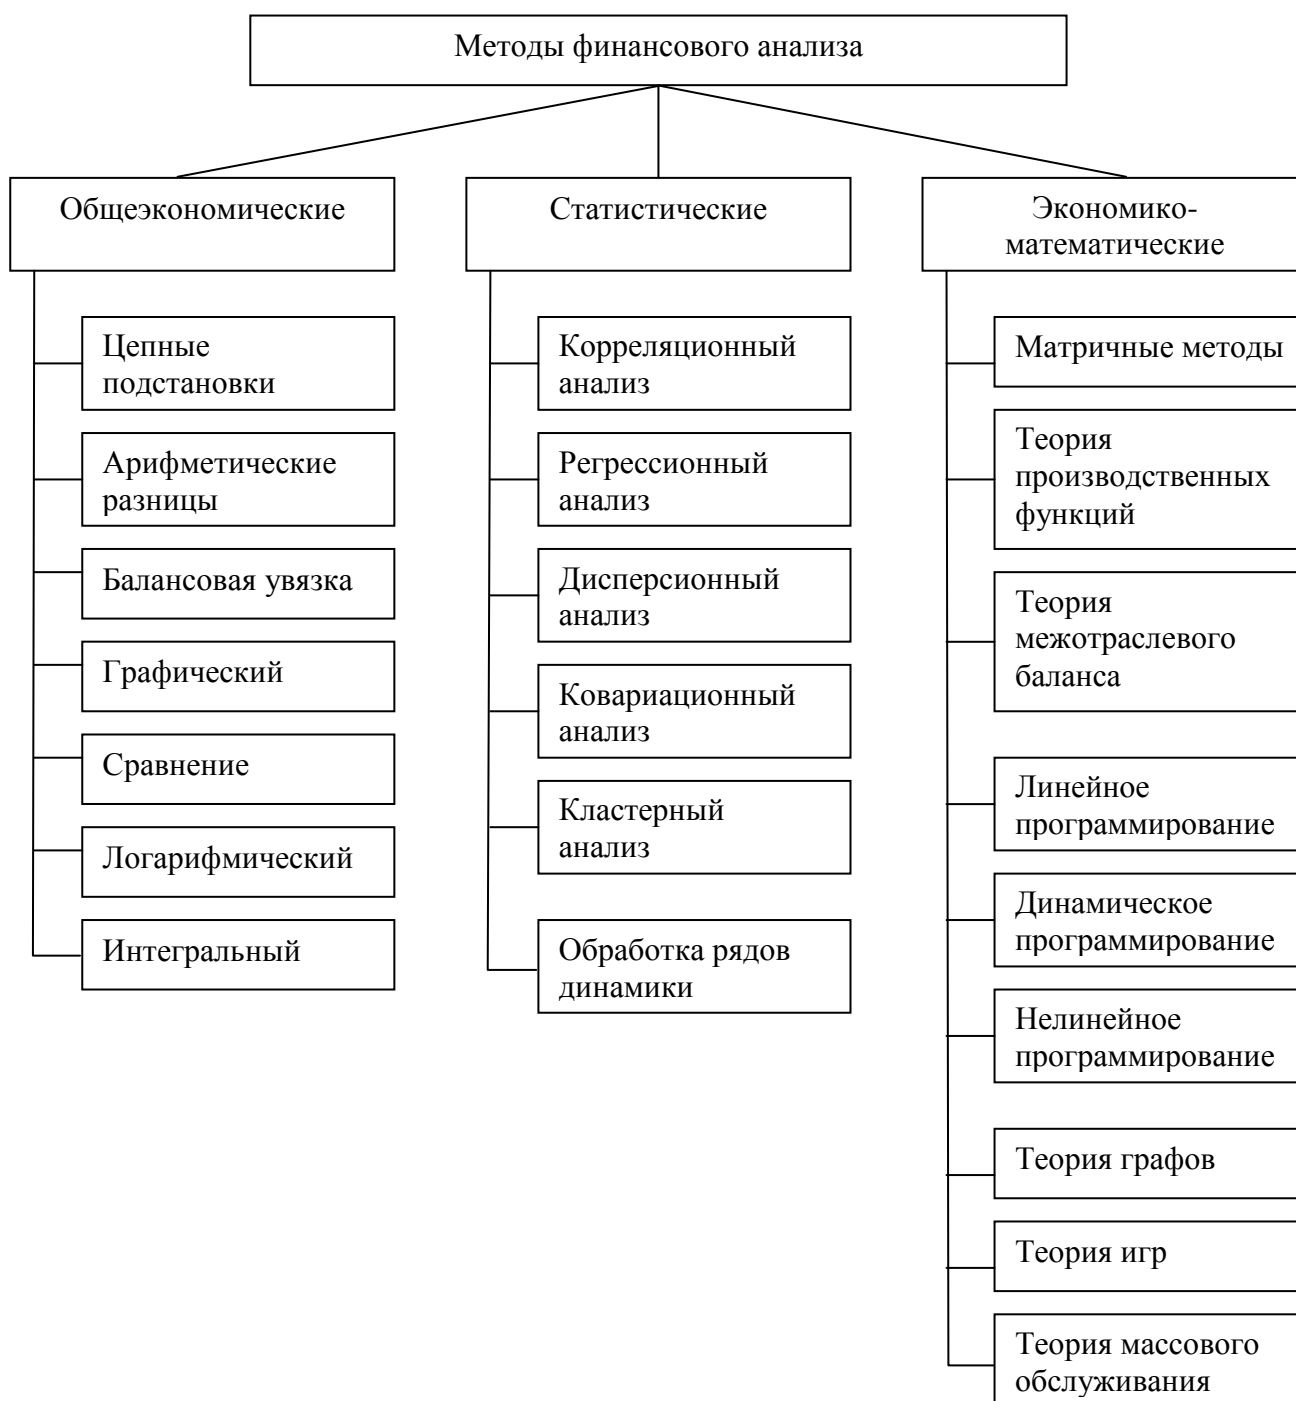 Методы финансового анализа
Общеэкономические
Цепные
подстановки
Арифметические
разницы
Балансовая увязка
Графический
Сравнение
Логарифмический
Интегральный
Статистические
Корреляционный
анализ
Регрессионный
анализ
Дисперсионный
анализ
Ковариационный
анализ
Кластерный
анализ
Обработка рядов
динамики
Экономико-
математические
Матричные методы
Теория
производственных
функций
Теория
межотраслевого
баланса
Линейное
программирование
Динамическое
программирование
Нелинейное
программирование
Теория графов
Теория игр
Теория массового
обслуживания